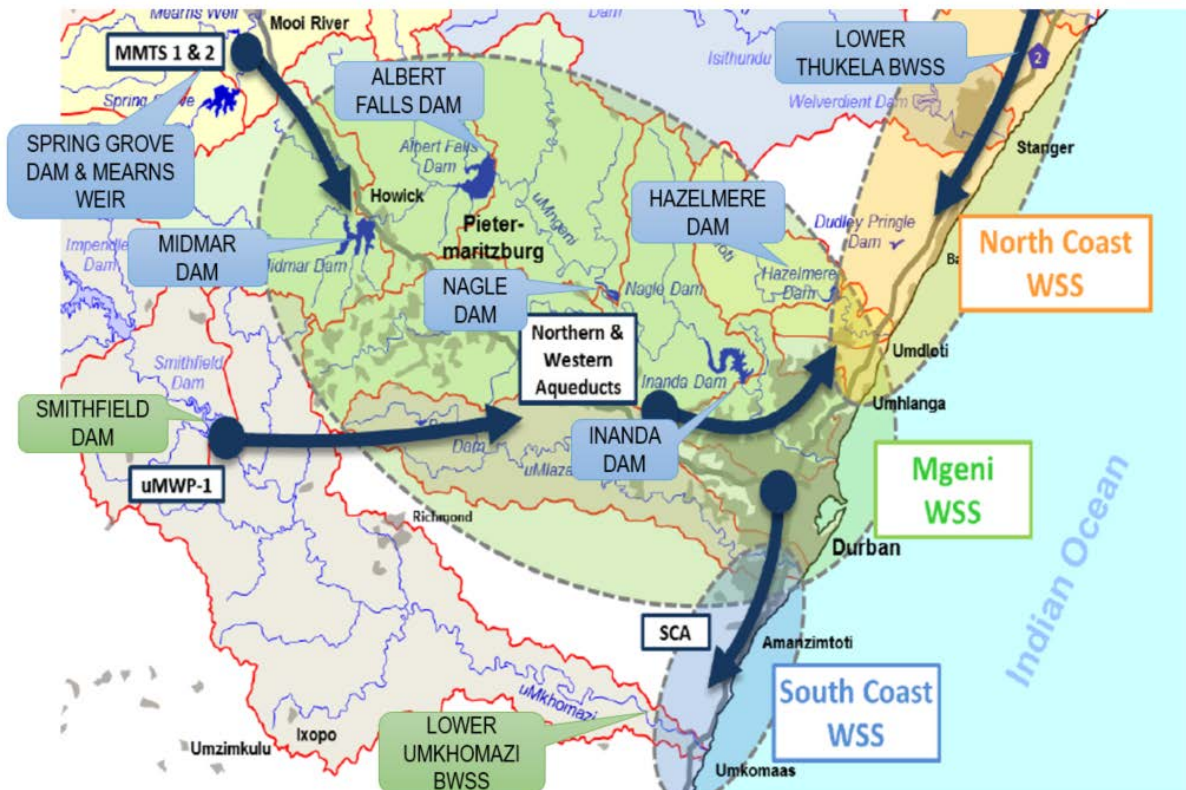 Mearns Weir
Mooi River
MMTS 1 & 2
Spring Grove
SPRING GROVE
DAM & MEARNS
WEIR
ALBERT
FALLS DAM
Albert Falls
Dam
Isithundu
LOWER
THUKELA BWSS
2
Welverdient Dam
Stanger
Howick
uMngeni
HAZELMERE
DAM
Dudley Pringle
Dam
North Coast
WSS
Impendle
Dam
MIDMAR
DAM
Midmar Dam
Pieter-
maritzburg
NAGLE
DAM
Nagle Dam
Hazelmere
Dam
Northern &
Western
Aqueducts
Umdloti
Smithfield
Dam
Inanda Dam
Umhlanga
SMITHFIELD
DAM
Dam
INANDA
DAM
uMWP-1
uMlaza
Mgeni
WSS
Richmond
Durban
Indian Ocean
SCA
Amanzimtoti
South Coast
WSS
uMkhomazi
LOWER
UMKHOMAZI
BWSS
Umzimkulu
Ixopo
Umkomaas